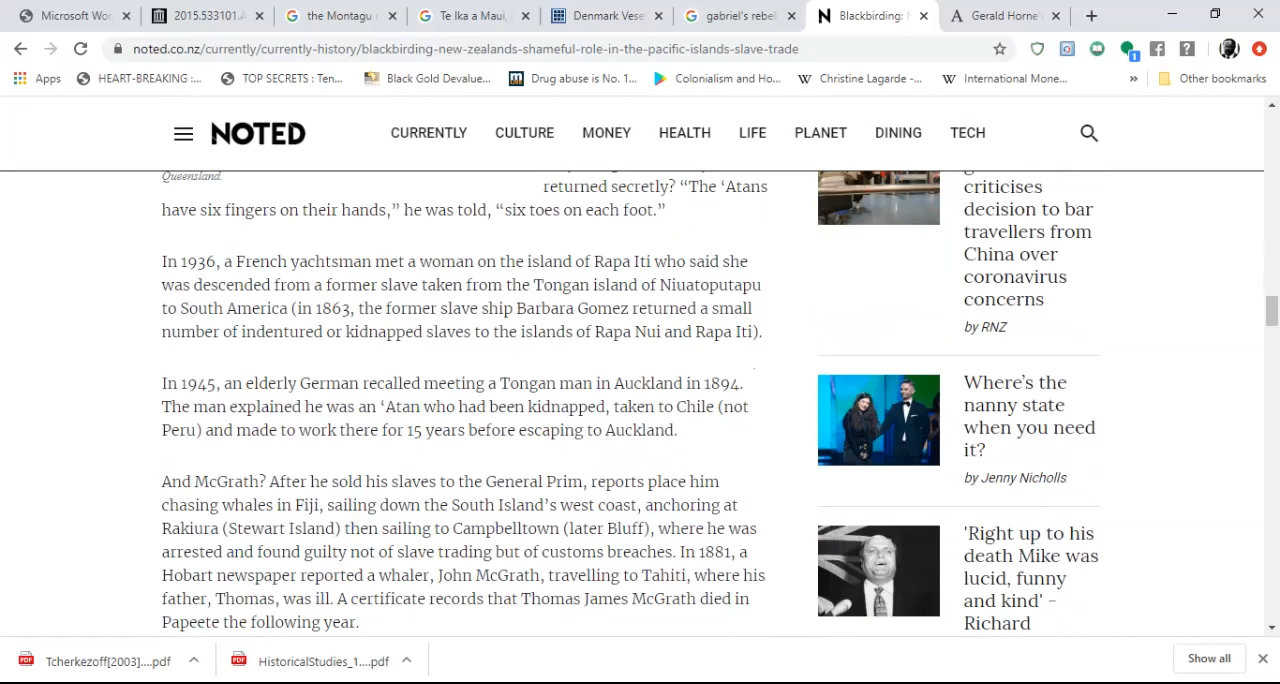 Microsoft Wor
2015.533101.A
the Montagu
Te Ika a Maui,
Denmark Vese
gabriel's rebel
Blackbirding: N
Gerald Horne's
noted.co.nz/currently/currently-history/blackbirding-new-zealands-shameful-role-in-the-pacific-islands-slave-trade
1
Apps
HEART-BREAKING :...
TOP SECRETS : Ten...
Black Gold Devalue...
Drug abuse is No. 1...
Colonialism and Ho...
Christine Lagarde -...
International Mone...
»
Other bookmarks
NOTED
CURRENTLY
CULTURE
MONEY
HEALTH
LIFE
PLANET
DINING
TECH
Queensland.
returned secretly? “The ‘Atans
have six fingers on their hands,” he was told, “six toes on each foot.”
In 1936, a French yachtsman met a woman on the island of Rapa Iti who said she
was descended from a former slave taken from the Tongan island of Niuatoputapu
to South America (in 1863, the former slave ship Barbara Gomez returned a small
number of indentured or kidnapped slaves to the islands of Rapa Nui and Rapa Iti).
In 1945, an elderly German recalled meeting a Tongan man in Auckland in 1894.
The man explained he was an ‘Atan who had been kidnapped, taken to Chile (not
Peru) and made to work there for 15 years before escaping to Auckland.
And McGrath? After he sold his slaves to the General Prim, reports place him
chasing whales in Fiji, sailing down the South Island’s west coast, anchoring at
Rakiura (Stewart Island) then sailing to Campbelltown (later Bluff), where he was
arrested and found guilty not of slave trading but of customs breaches. In 1881, a
Hobart newspaper reported a whaler, John McGrath, travelling to Tahiti, where his
father, Thomas, was ill. A certificate records that Thomas James McGrath died in
Papeete the following year.
criticises
decision to bar
travellers from
China over
coronavirus
concerns
by RNZ
Where’s the
nanny state
when you need
it?
by Jenny Nicholls
'Right up to his
death Mike was
lucid, funny
and kind' -
Richard
Tcherkezoff[2003]....pdf
HistoricalStudies_1....pdf
Show all